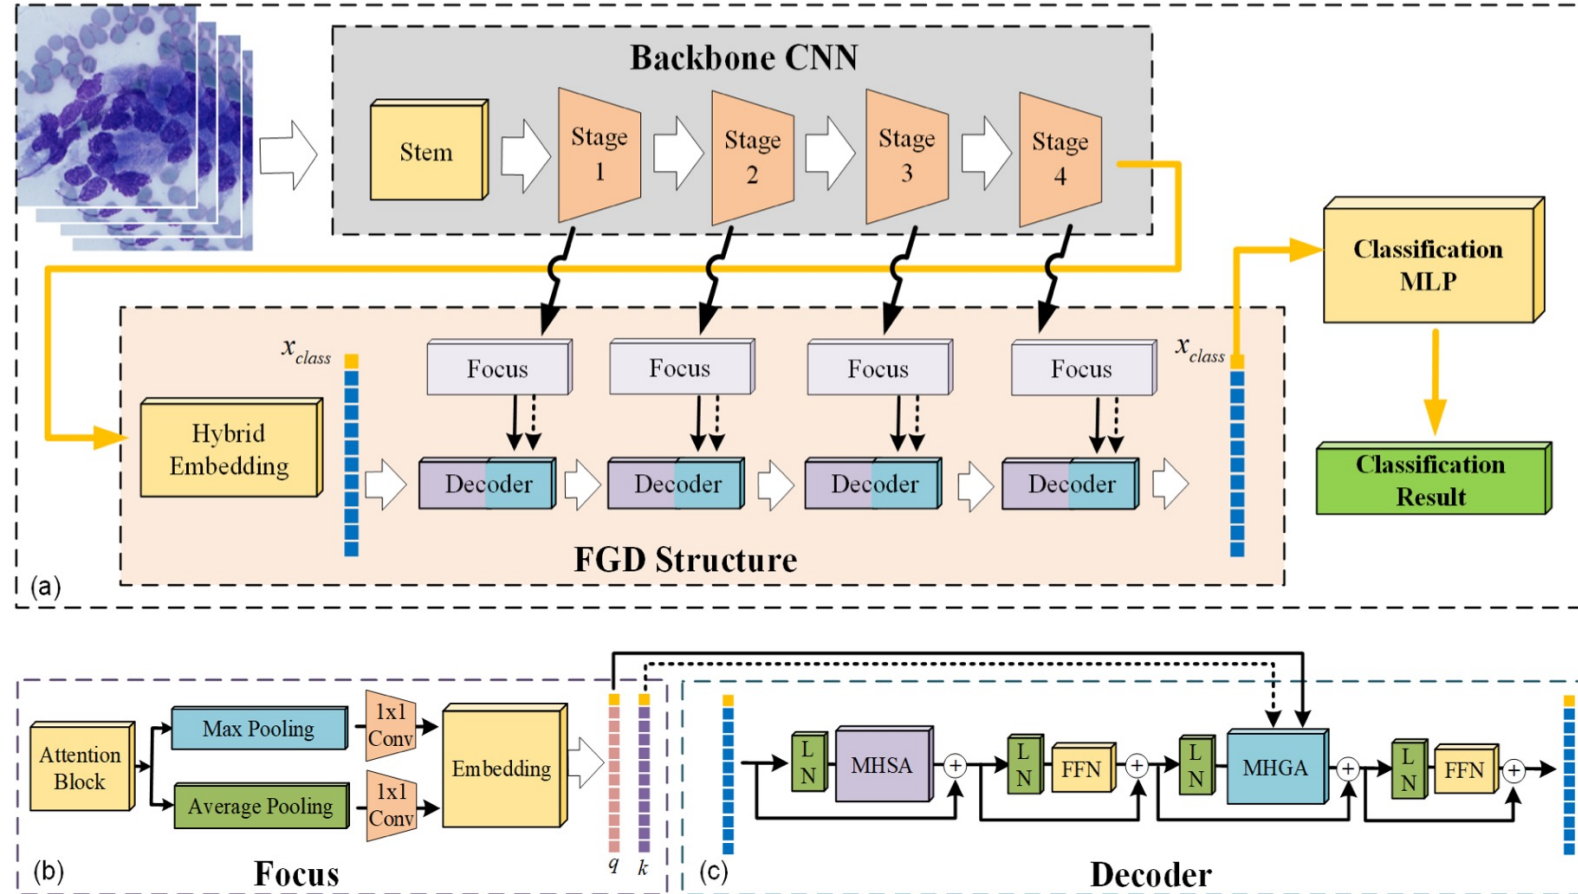 Backbone CNN
Stem
Stage
1
Stage
2
Stage
3
Stage
4
Classification
MLP
Classification
Result
x_class
Focus
Focus
Focus
Focus
x_class
Hybrid
Embedding
Decoder
Decoder
Decoder
Decoder
FGD Structure
(a)
Attention
Block
Max Pooling
Average Pooling
1x1
Conv
1x1
Conv
Embedding
q
k
(b)
Focus
L
N
MHSA
+
L
N
FFN
+
L
N
MHGA
+
L
N
FFN
+
(c)
Decoder